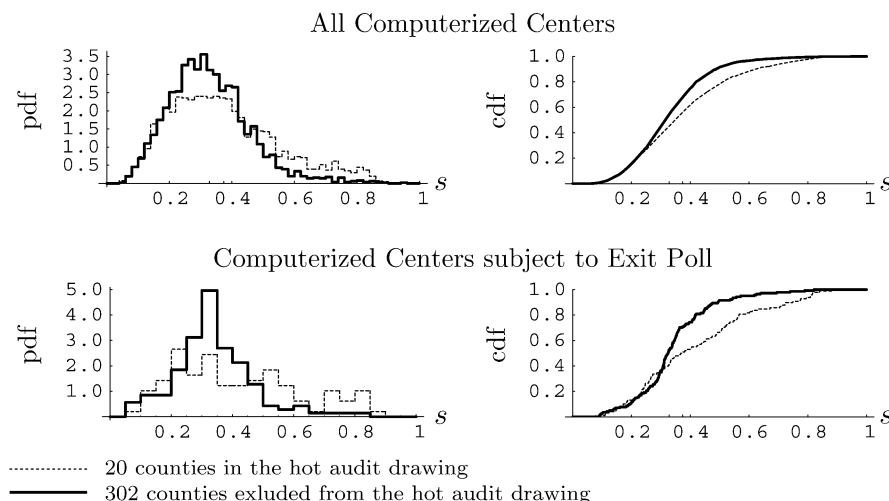 All Computerized Centers
pdf
3.5
3.0
2.5
2.0
1.5
1.0
0.5
0.2 0.4 0.6 0.8 1
s
cdf
1.0
0.8
0.6
0.4
0.2
0.2 0.4 0.6 0.8 1
s
Computerized Centers subject to Exit Poll
pdf
5.0
4.0
3.0
2.0
1.0
0.2 0.4 0.6 0.8 1
s
cdf
1.0
0.8
0.6
0.4
0.2
0.2 0.4 0.6 0.8 1
s
20 counties in the hot audit drawing
302 counties exluded from the hot audit drawing